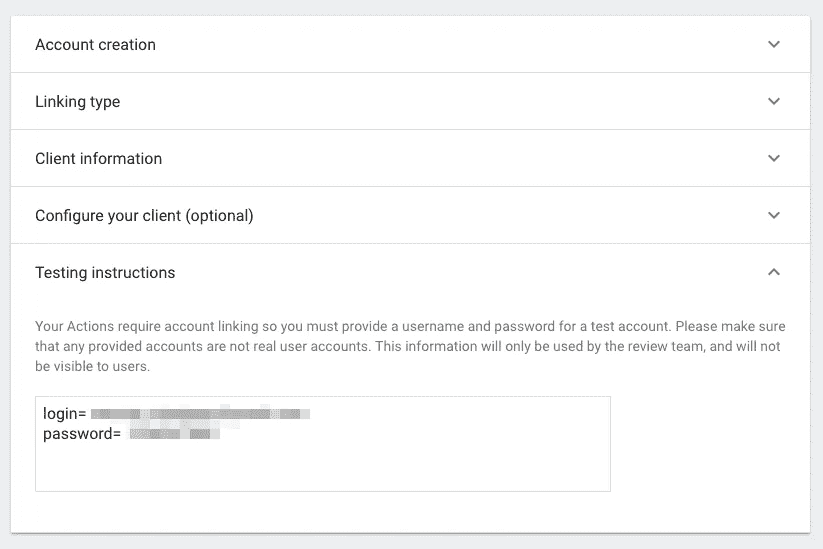 Account creation
Linking type
Client information
Configure your client (optional)
Testing instructions
Your Actions require account linking so you must provide a username and password for a test account. Please make sure
that any provided accounts are not real user accounts. This information will only be used by the review team, and will not
be visible to users.
login=
password=